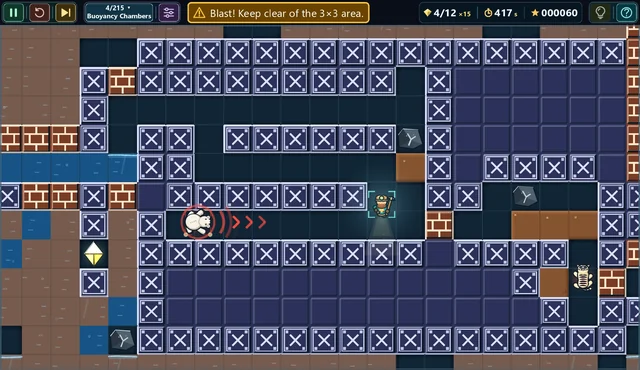 4/215 ▾
Buoyancy Chambers
Blast! Keep clear of the 3×3 area.
4/12 ×15
417 s
★000060